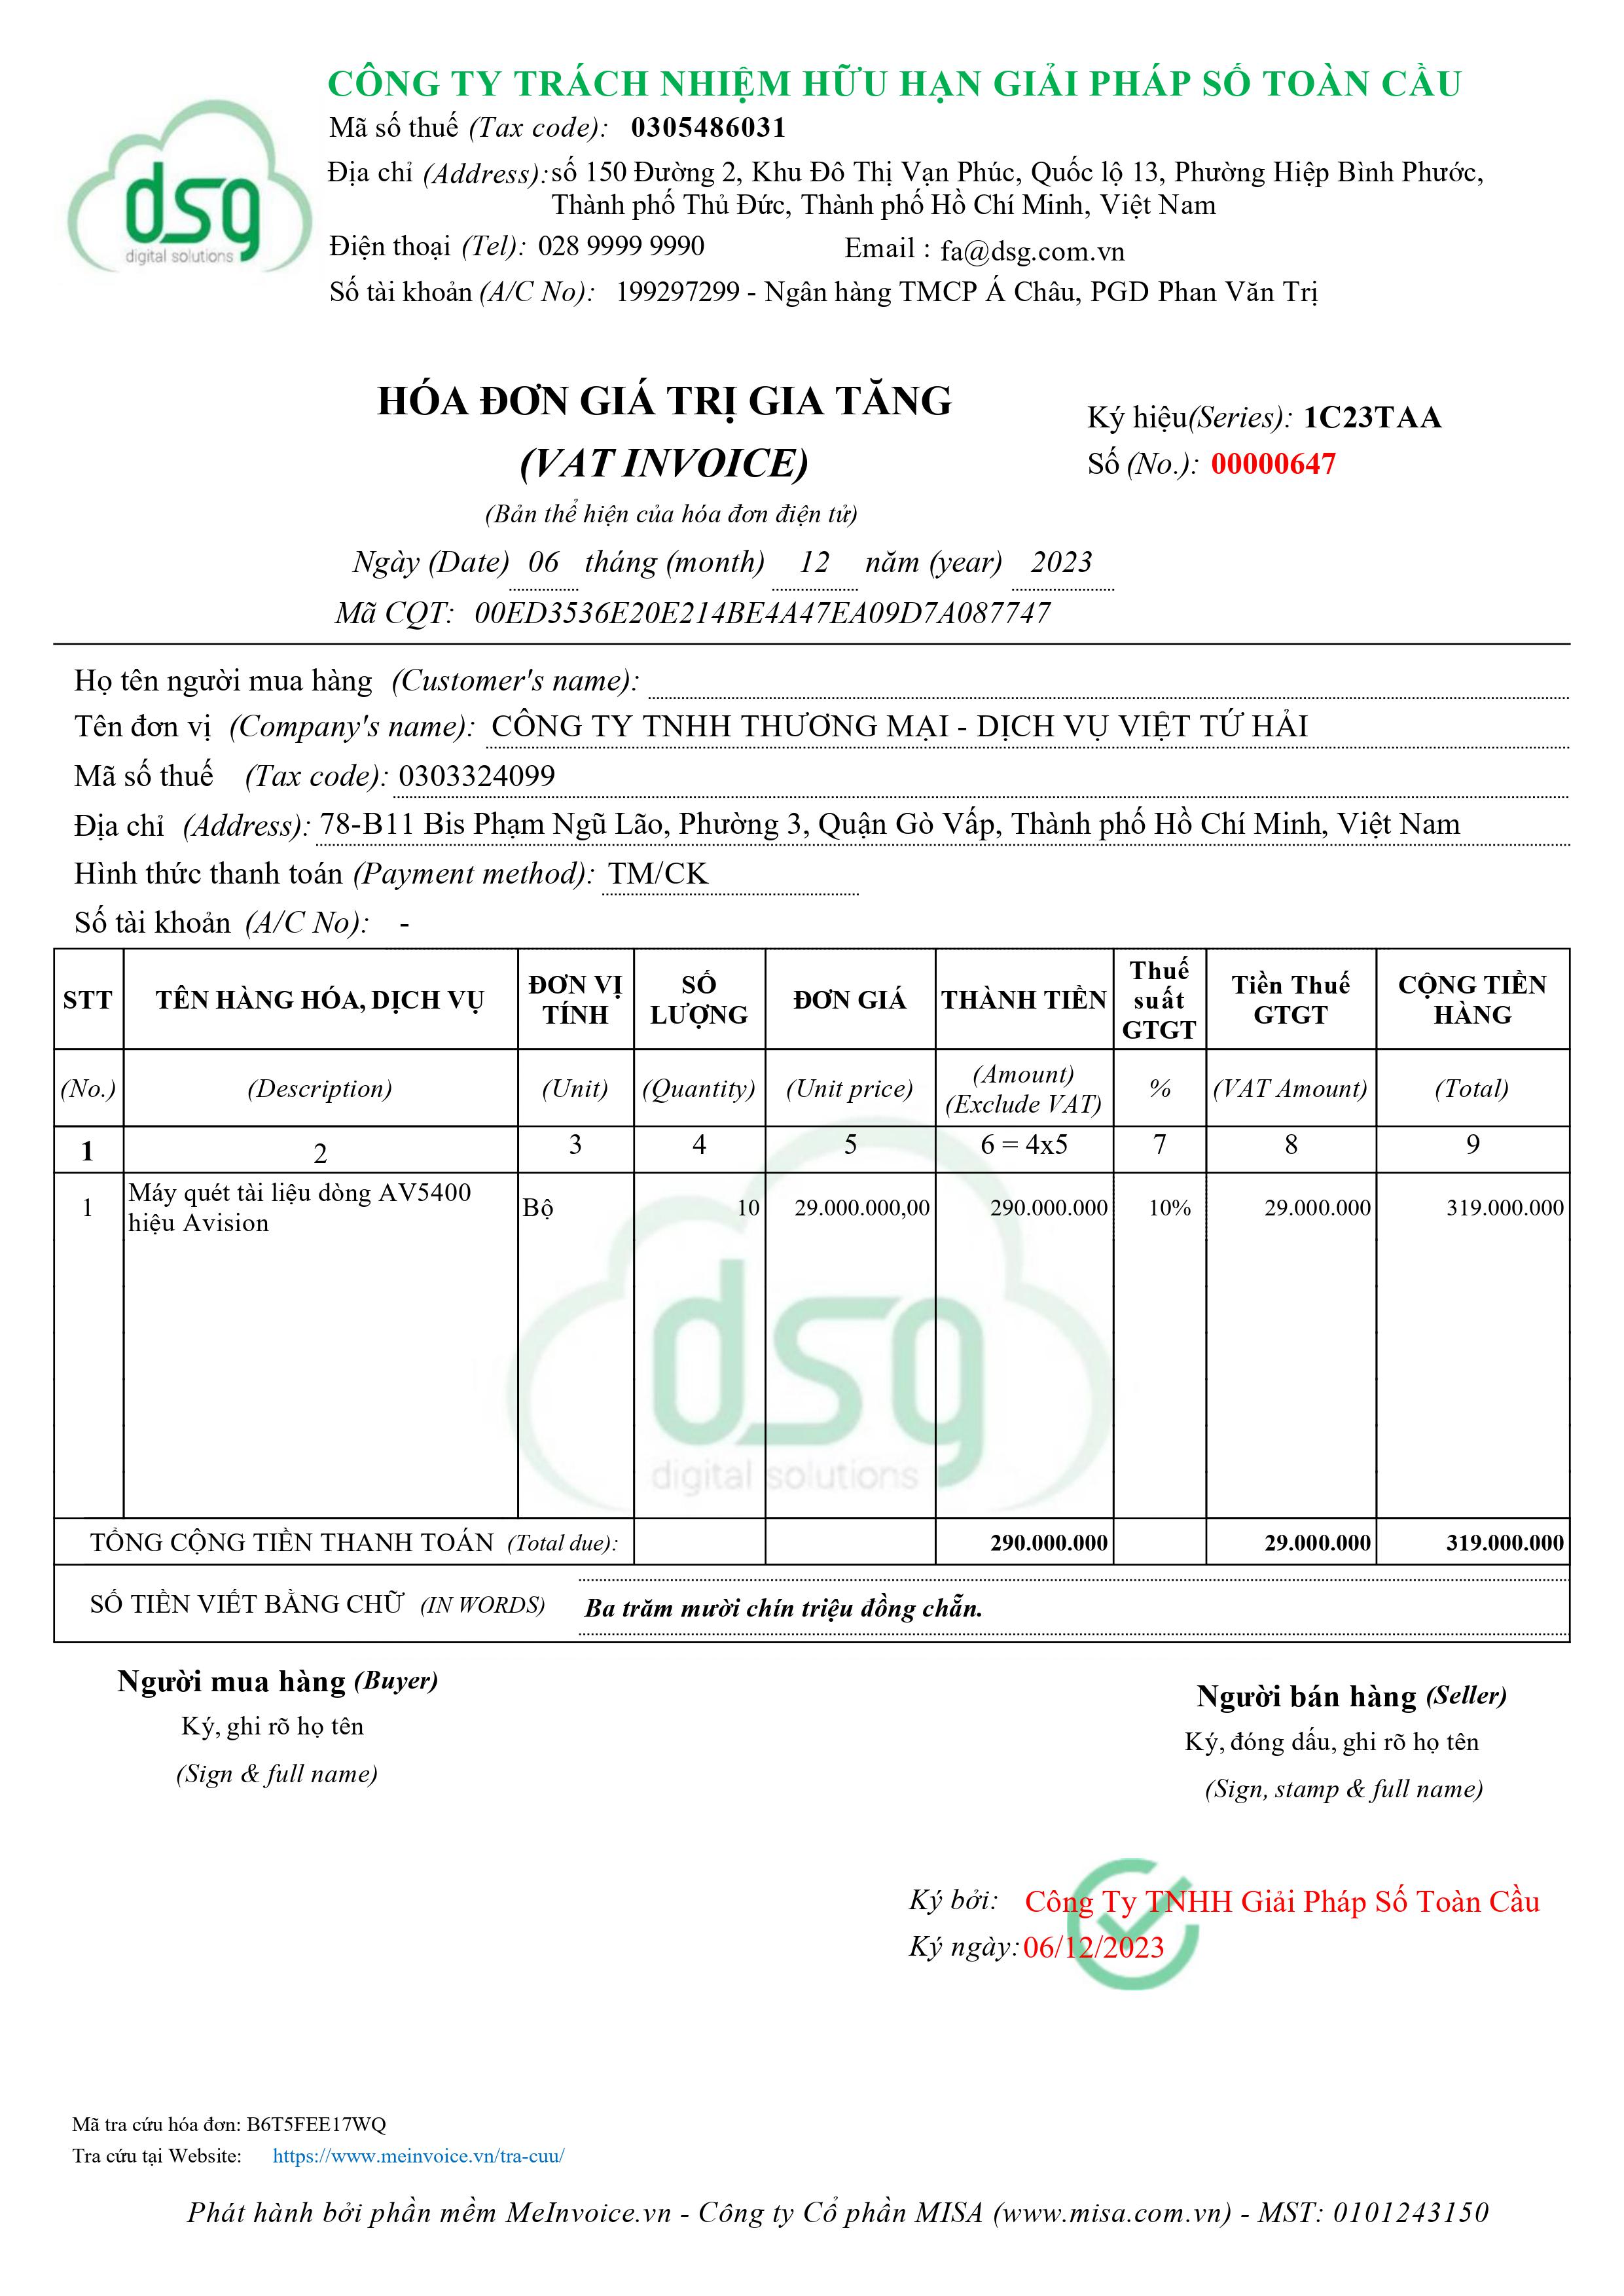 CÔNG TY TRÁCH NHIỆM HỮU HẠN GIẢI PHÁP SỐ TOÀN CẦU
dsg
digital solutions
Mã số thuế (Tax code): 0305486031
Địa chỉ (Address): số 150 Đường 2, Khu Đô Thị Vạn Phúc, Quốc lộ 13, Phường Hiệp Bình Phước,
Thành phố Thủ Đức, Thành phố Hồ Chí Minh, Việt Nam
Điện thoại (Tel): 028 9999 9990 Email : fa@dsg.com.vn
Số tài khoản (A/C No): 199297299 - Ngân hàng TMCP Á Châu, PGD Phan Văn Trị
HÓA ĐƠN GIÁ TRỊ GIA TĂNG
(VAT INVOICE)
Ký hiệu(Series): 1C23TAA
Số (No.): 00000647
(Bản thể hiện của hóa đơn điện tử)
Ngày (Date) 06 tháng (month) 12 năm (year) 2023
Mã CQT: 00ED3536E20E214BE4A47EA09D7A087747
Họ tên người mua hàng (Customer's name):
Tên đơn vị (Company's name): CÔNG TY TNHH THƯƠNG MẠI - DỊCH VỤ VIỆT TỨ HẢI
Mã số thuế (Tax code): 0303324099
Địa chỉ (Address): 78-B11 Bis Phạm Ngũ Lão, Phường 3, Quận Gò Vấp, Thành phố Hồ Chí Minh, Việt Nam
Hình thức thanh toán (Payment method): TM/CK
Số tài khoản (A/C No): -
STT TÊN HÀNG HÓA, DỊCH VỤ ĐƠN VỊ TÍNH SỐ LƯỢNG ĐƠN GIÁ THÀNH TIỀN Thuế suất GTGT Tiền Thuế GTGT CỘNG TIỀN HÀNG
(No.) (Description) (Unit) (Quantity) (Unit price) (Amount) (Exclude VAT) % (VAT Amount) (Total)
1 2 3 4 5 6 = 4x5 7 8 9
1 Máy quét tài liệu dòng AV5400 hiệu Avision Bộ 10 29.000.000,00 290.000.000 10% 29.000.000 319.000.000
dsg
digital solutions
TỔNG CỘNG TIỀN THANH TOÁN (Total due): 290.000.000 29.000.000 319.000.000
SỐ TIỀN VIẾT BẰNG CHỮ (IN WORDS) Ba trăm mười chín triệu đồng chẵn.
Người mua hàng (Buyer)
Ký, ghi rõ họ tên
(Sign & full name)
Người bán hàng (Seller)
Ký, đóng dấu, ghi rõ họ tên
(Sign, stamp & full name)
Ký bởi: Công Ty TNHH Giải Pháp Số Toàn Cầu
Ký ngày: 06/12/2023
Mã tra cứu hóa đơn: B6T5FEE17WQ
Tra cứu tại Website: https://www.meinvoice.vn/tra-cuu/
Phát hành bởi phần mềm MeInvoice.vn - Công ty Cổ phần MISA (www.misa.com.vn) - MST: 0101243150